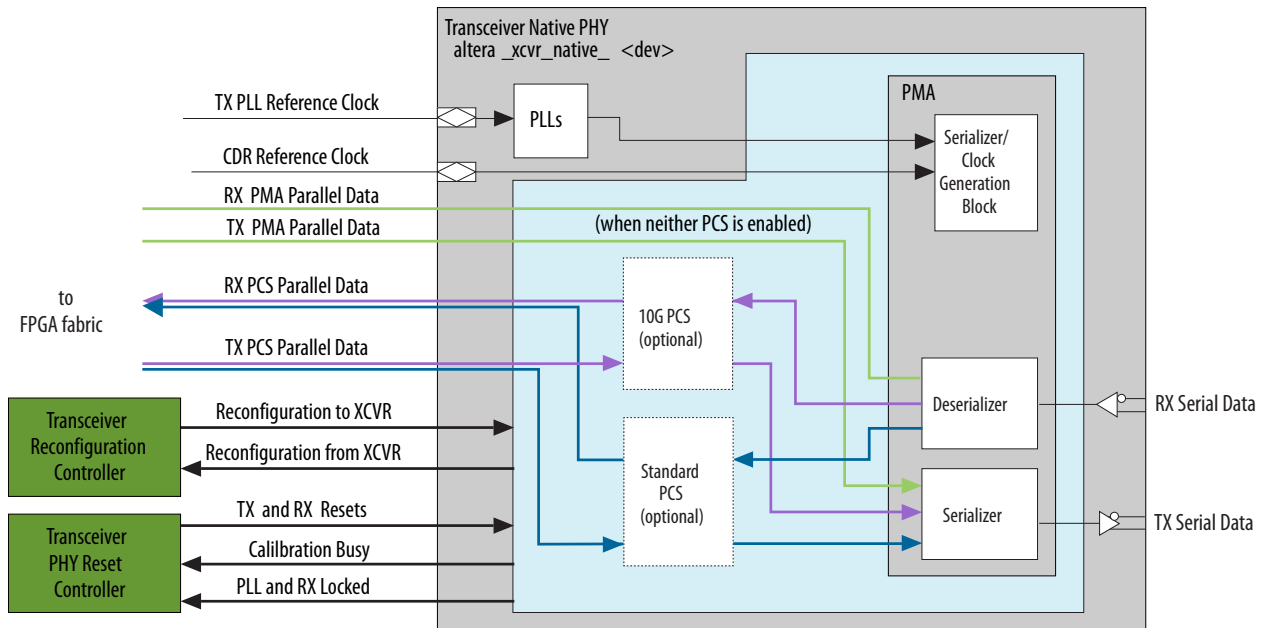 Transceiver Native PHY
altera _xcvr_native_ <dev>
PMA
TX PLL Reference Clock
PLLs
Serializer/
Clock
Generation
Block
CDR Reference Clock
RX PMA Parallel Data
TX PMA Parallel Data
(when neither PCS is enabled)
RX PCS Parallel Data
to
FPGA fabric
10G PCS
(optional)
TX PCS Parallel Data
Deserializer
RX Serial Data
Transceiver
Reconfiguration
Controller
Reconfigruration to XCVR
Reconfiguration from XCVR
Standard
PCS
(optional)
Serializer
TX Serial Data
Transceiver
PHY Reset
Controller
TX and RX Resets
Calilbration Busy
PLL and RX Locked